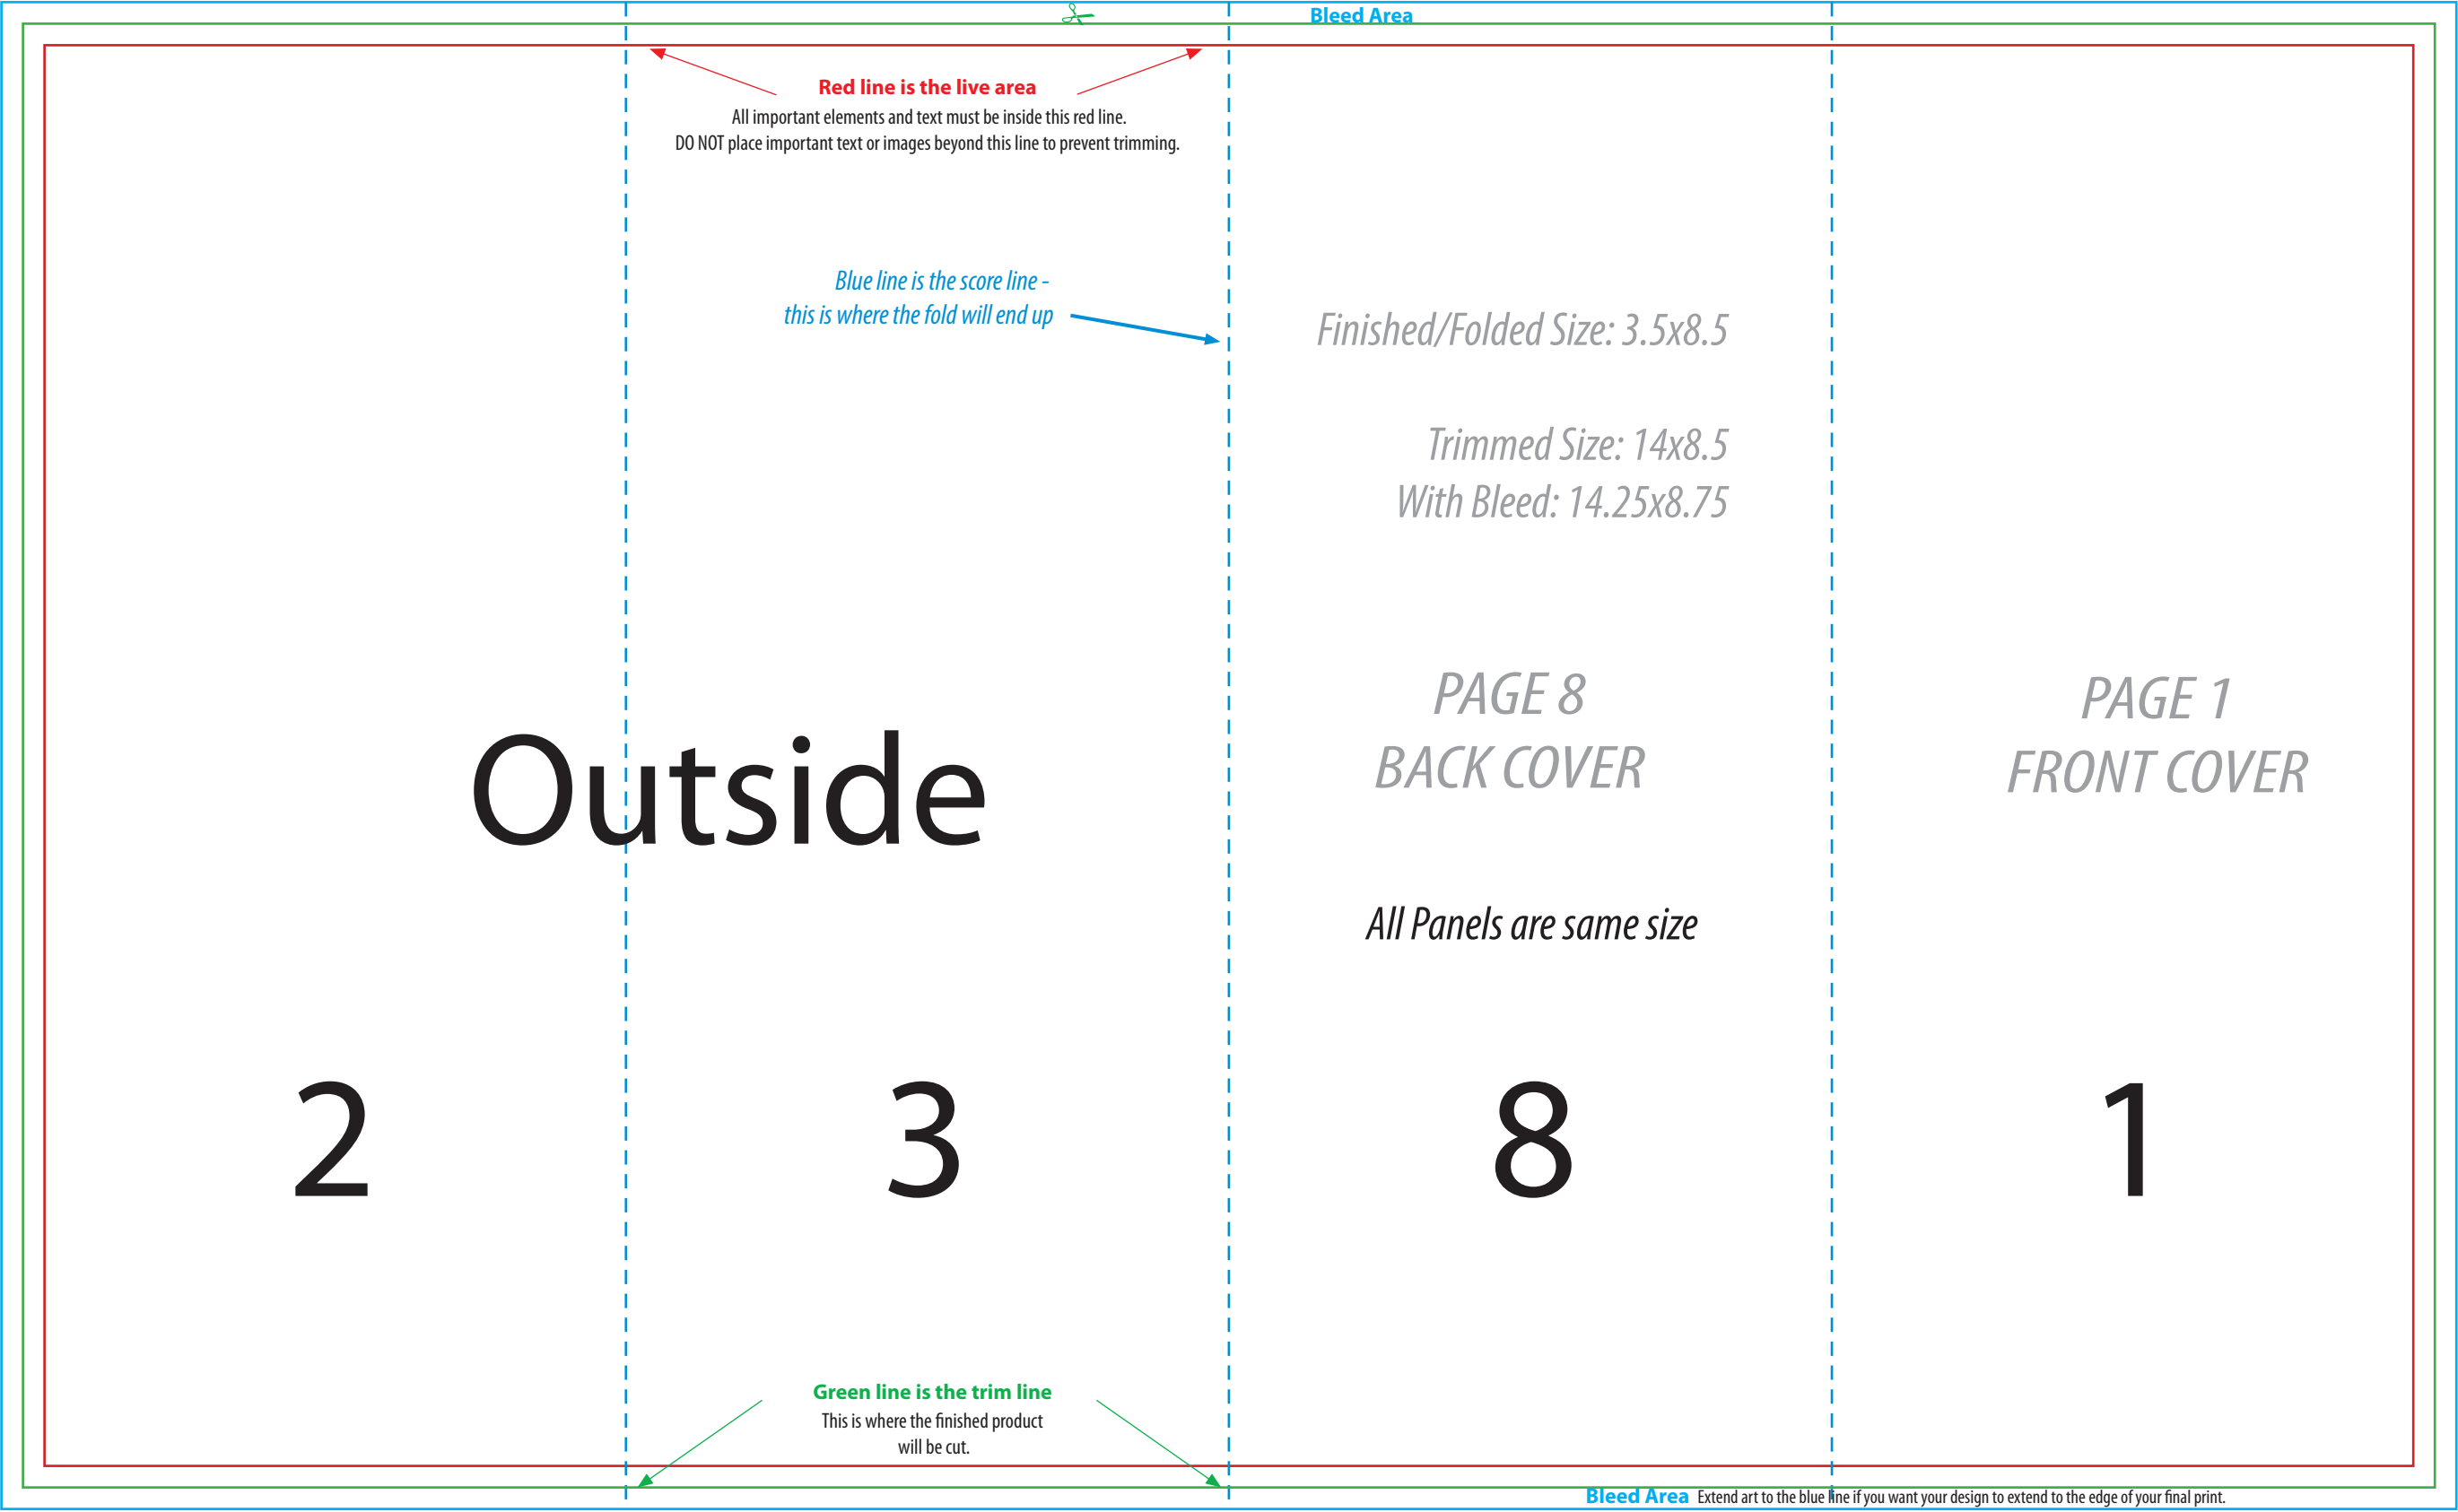 Bleed Area
Red line is the live area
All important elements and text must be inside this red line.
DO NOT place important text or images beyond this line to prevent trimming.
Blue line is the score line -
this is where the fold will end up
Finished/Folded Size: 3.5x8.5
Trimmed Size: 14x8.5
With Bleed: 14.25x8.75
Outside
PAGE 8
BACK COVER
PAGE 1
FRONT COVER
All Panels are same size
2 3 8 1
Green line is the trim line
This is where the finished product
will be cut.
Bleed Area Extend art to the blue line if you want your design to extend to the edge of your final print.